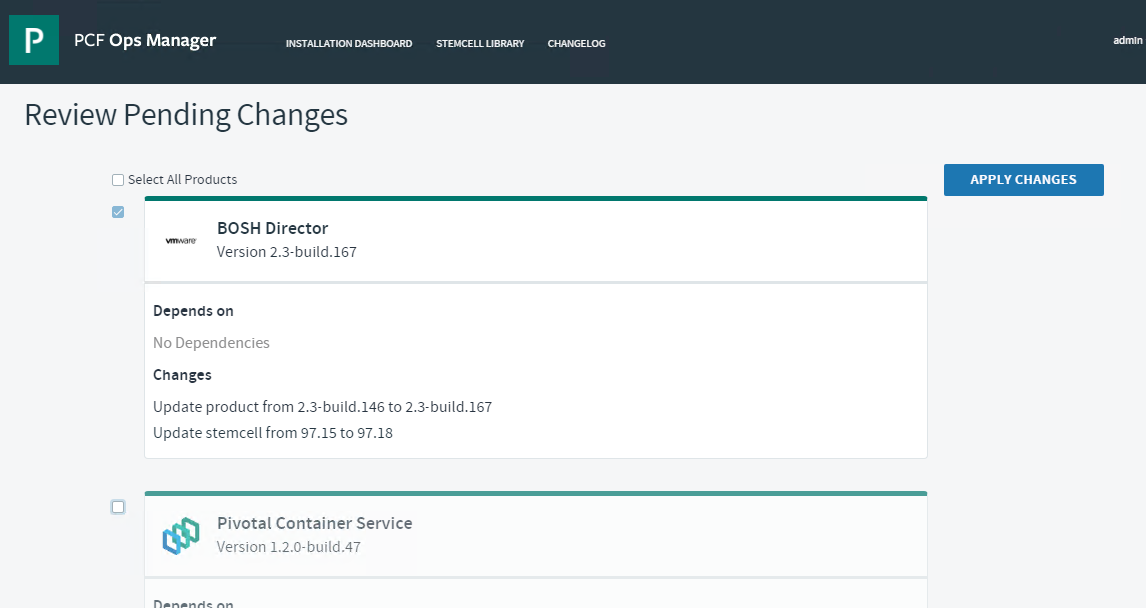 P
PCF Ops Manager
INSTALLATION DASHBOARD
STEMCELL LIBRARY
CHANGELOG
admin
Review Pending Changes
Select All Products
APPLY CHANGES
vmware
BOSH Director
Version 2.3-build.167
Depends on
No Dependencies
Changes
Update product from 2.3-build.146 to 2.3-build.167
Update stemcell from 97.15 to 97.18
Pivotal Container Service
Version 1.2.0-build.47
Depends on